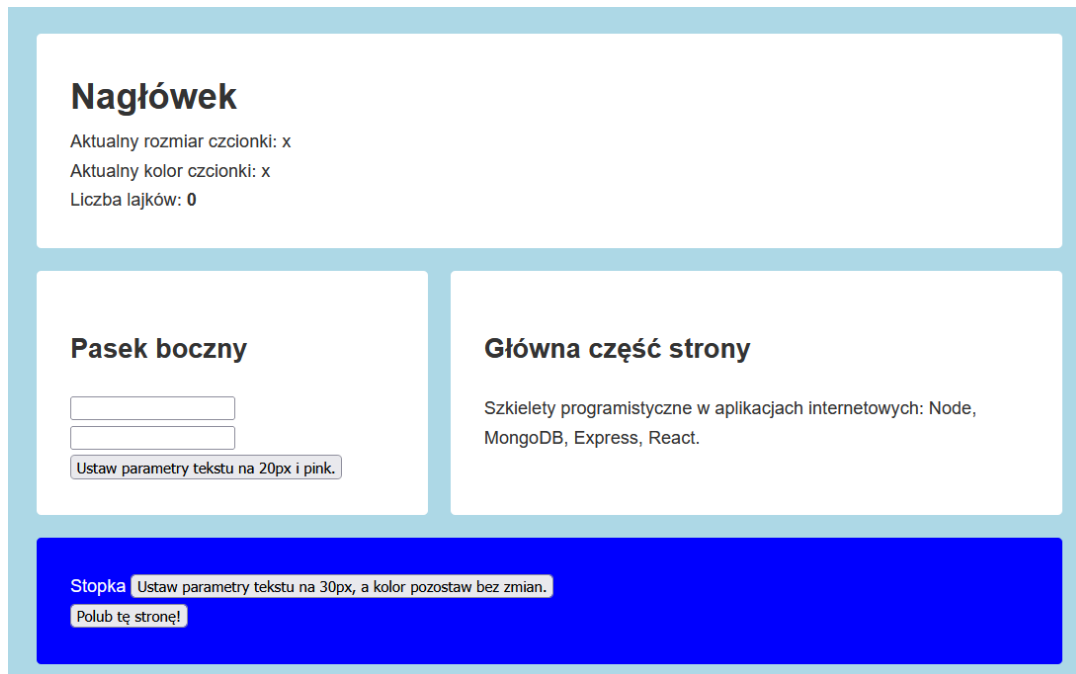 Nagłówek
Aktualny rozmiar czcionki: x
Aktualny kolor czcionki: x
Liczba lajków: 0
Pasek boczny
Ustaw parametry tekstu na 20px i pink.
Główna część strony
Szkielety programistyczne w aplikacjach internetowych: Node,
MongoDB, Express, React.
Stopka Ustaw parametry tekstu na 30px, a kolor pozostaw bez zmian.
Polub tę stronę!